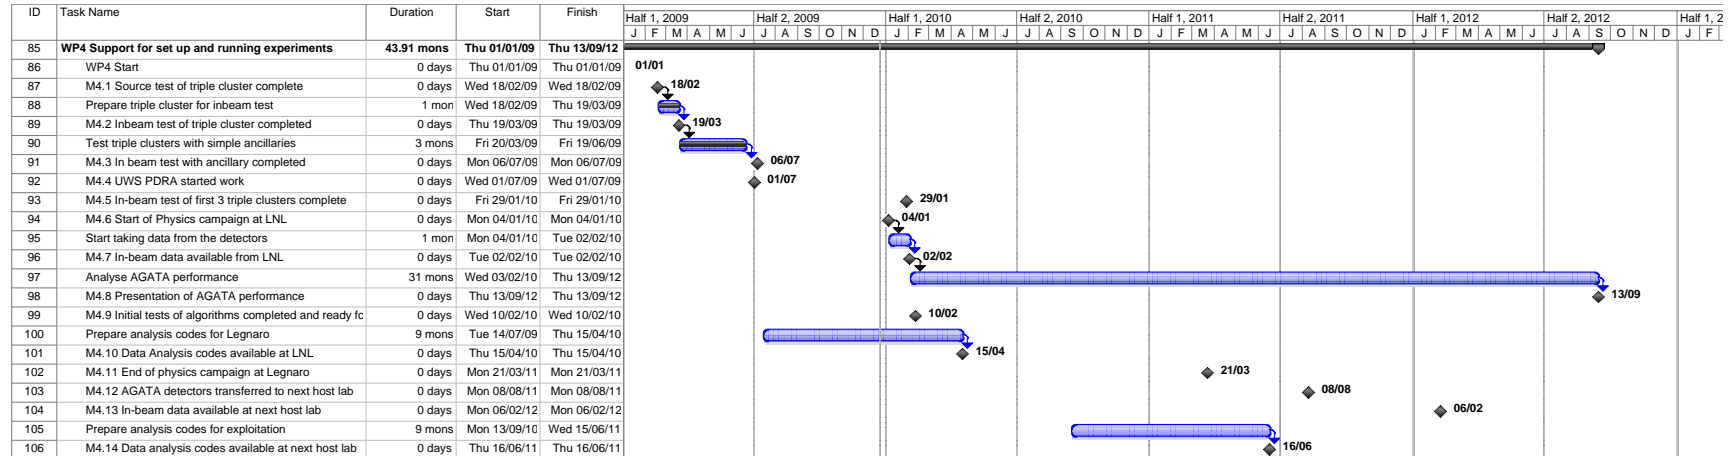 ID Task Name Duration Start Finish Half 1, 2009 Half 2, 2009 Half 1, 2010 Half 2, 2010 Half 1, 2011 Half 2, 2011 Half 1, 2012 Half 2, 2012 Half 1, 2
J F M A M J J A S O N D J F M A M J J A S O N D J F M A M J J A S O N D J F M A M J J A S O N D J F
85 WP4 Support for set up and running experiments 43.91 mons Thu 01/01/09 Thu 13/09/12
86 WP4 Start 0 days Thu 01/01/09 Thu 01/01/09 01/01
87 M4.1 Source test of triple cluster complete 0 days Wed 18/02/09 Wed 18/02/09 18/02
88 Prepare triple cluster for inbeam test 1 mon Wed 18/02/09 Thu 19/03/09
89 M4.2 Inbeam test of triple cluster completed 0 days Thu 19/03/09 Thu 19/03/09 19/03
90 Test triple clusters with simple ancillaries 3 mons Fri 20/03/09 Fri 19/06/09
91 M4.3 In beam test with ancillary completed 0 days Mon 06/07/09 Mon 06/07/09 06/07
92 M4.4 UWS PDRA started work 0 days Wed 01/07/09 Wed 01/07/09 01/07
93 M4.5 In-beam test of first 3 triple clusters complete 0 days Fri 29/01/10 Fri 29/01/10 29/01
94 M4.6 Start of Physics campaign at LNL 0 days Mon 04/01/10 Mon 04/01/10 04/01
95 Start taking data from the detectors 1 mon Mon 04/01/10 Tue 02/02/10
96 M4.7 In-beam data available from LNL 0 days Tue 02/02/10 Tue 02/02/10 02/02
97 Analyse AGATA performance 31 mons Wed 03/02/10 Thu 13/09/12
98 M4.8 Presentation of AGATA performance 0 days Thu 13/09/12 Thu 13/09/12 13/09
99 M4.9 Initial tests of algorithms completed and ready fo 0 days Wed 10/02/10 Wed 10/02/10 10/02
100 Prepare analysis codes for Legnaro 9 mons Tue 14/07/09 Thu 15/04/10
101 M4.10 Data Analysis codes available at LNL 0 days Thu 15/04/10 Thu 15/04/10 15/04
102 M4.11 End of physics campaign at Legnaro 0 days Mon 21/03/11 Mon 21/03/11 21/03
103 M4.12 AGATA detectors transferred to next host lab 0 days Mon 08/08/11 Mon 08/08/11 08/08
104 M4.13 In-beam data available at next host lab 0 days Mon 06/02/12 Mon 06/02/12 06/02
105 Prepare analysis codes for exploitation 9 mons Mon 13/09/10 Wed 15/06/11
106 M4.14 Data analysis codes available at next host lab 0 days Thu 16/06/11 Thu 16/06/11 16/06